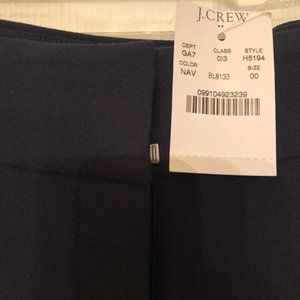 J.CREW
DEPT CLASS STYLE
GA7 013 H5194
COLOR SIZE
NAV BL8133 00
099104923239